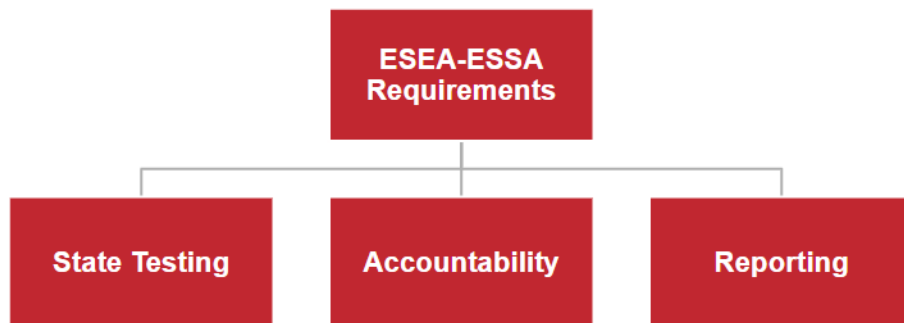 ESEA-ESSA
Requirements
State Testing
Accountability
Reporting